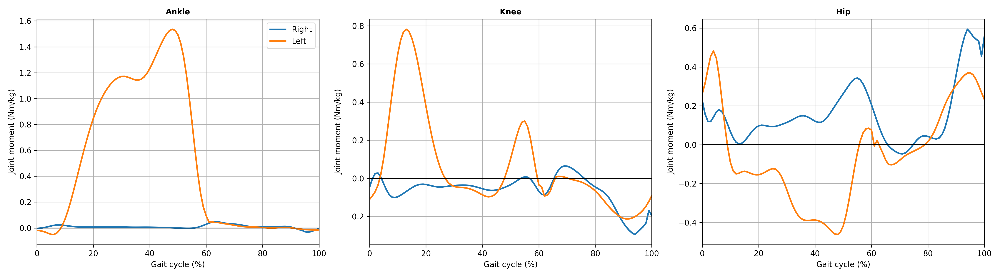 Ankle
Joint moment (Nm/kg)
1.6
1.4
1.2
1.0
0.8
0.6
0.4
0.2
0.0
Right
Left
0 20 40 60 80 100
Gait cycle (%)
Knee
Joint moment (Nm/kg)
0.8
0.6
0.4
0.2
0.0
−0.2
0 20 40 60 80 100
Gait cycle (%)
Hip
Joint moment (Nm/kg)
0.6
0.4
0.2
0.0
−0.2
−0.4
0 20 40 60 80 100
Gait cycle (%)